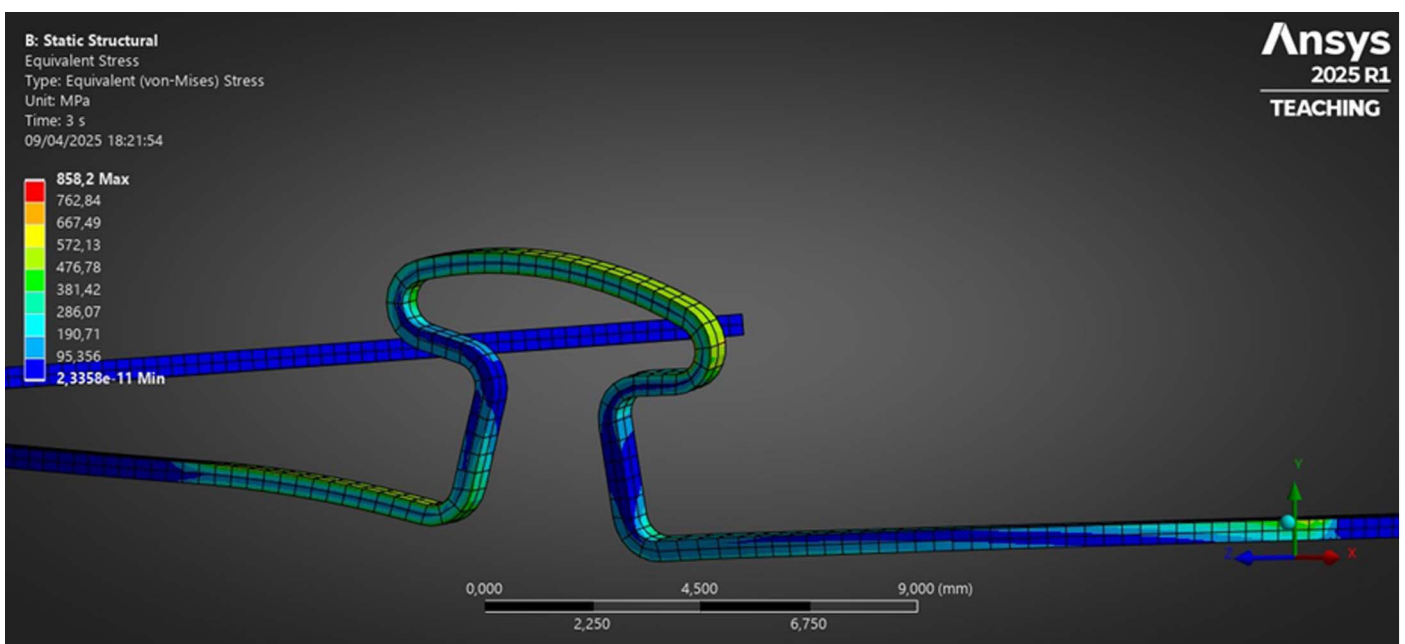 B: Static Structural
Equivalent Stress
Type: Equivalent (von-Mises) Stress
Unit: MPa
Time: 3 s
09/04/2025 18:21:54
858,2 Max
762,84
667,49
572,13
476,78
381,42
286,07
190,71
95,356
2,3358e-11 Min
Ansys
2025 R1
TEACHING
0,000 4,500 9,000 (mm)
2,250 6,750
Y
Z X